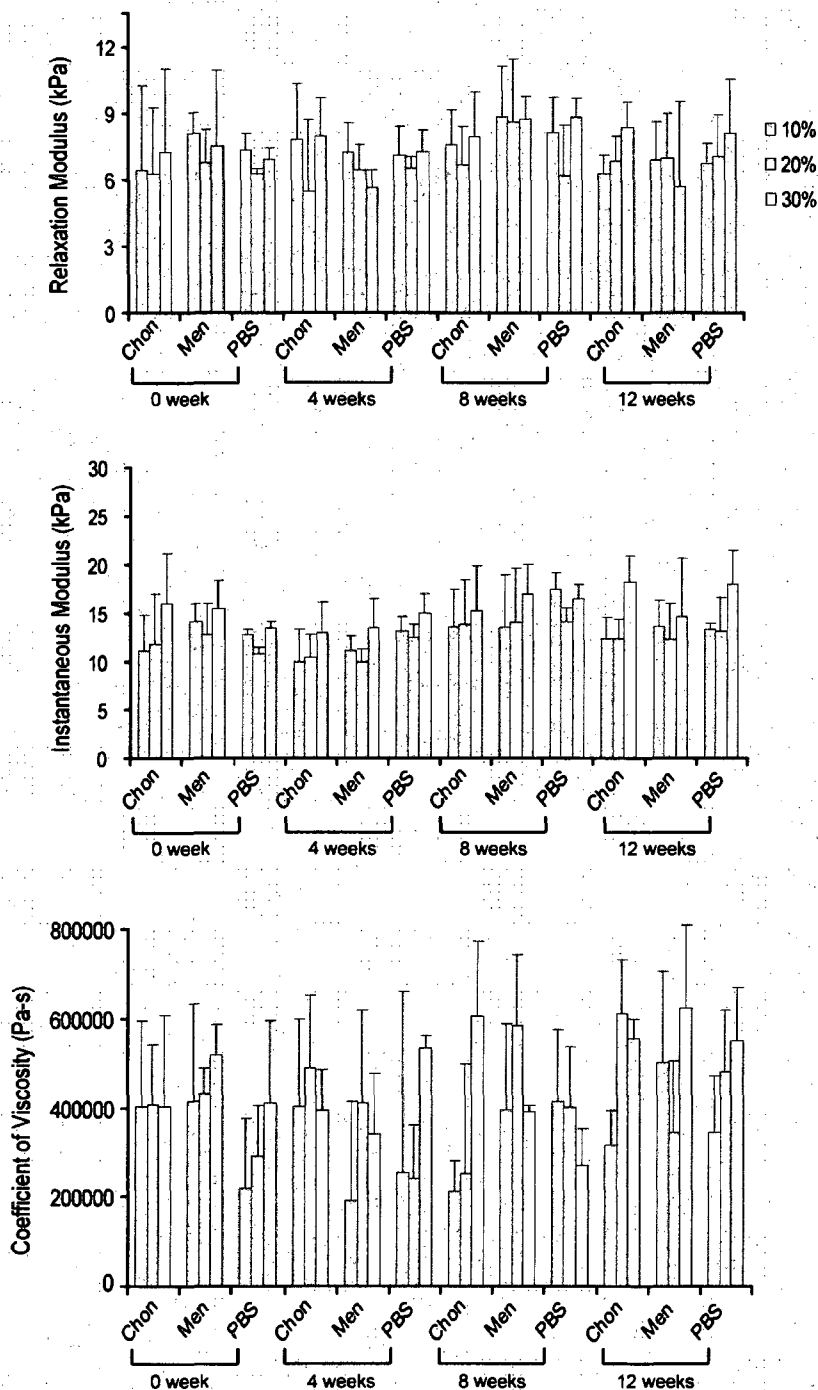 Relaxation Modulus (kPa)
12
9
6
3
0
10%
20%
30%
Chon Men PBS Chon Men PBS Chon Men PBS Chon Men PBS
0 week 4 weeks 8 weeks 12 weeks
Instantaneous Modulus (kPa)
30
25
20
15
10
5
0
Chon Men PBS Chon Men PBS Chon Men PBS Chon Men PBS
0 week 4 weeks 8 weeks 12 weeks
Coefficient of Viscosity (Pa-s)
800000
600000
400000
200000
0
Chon Men PBS Chon Men PBS Chon Men PBS Chon Men PBS
0 week 4 weeks 8 weeks 12 weeks